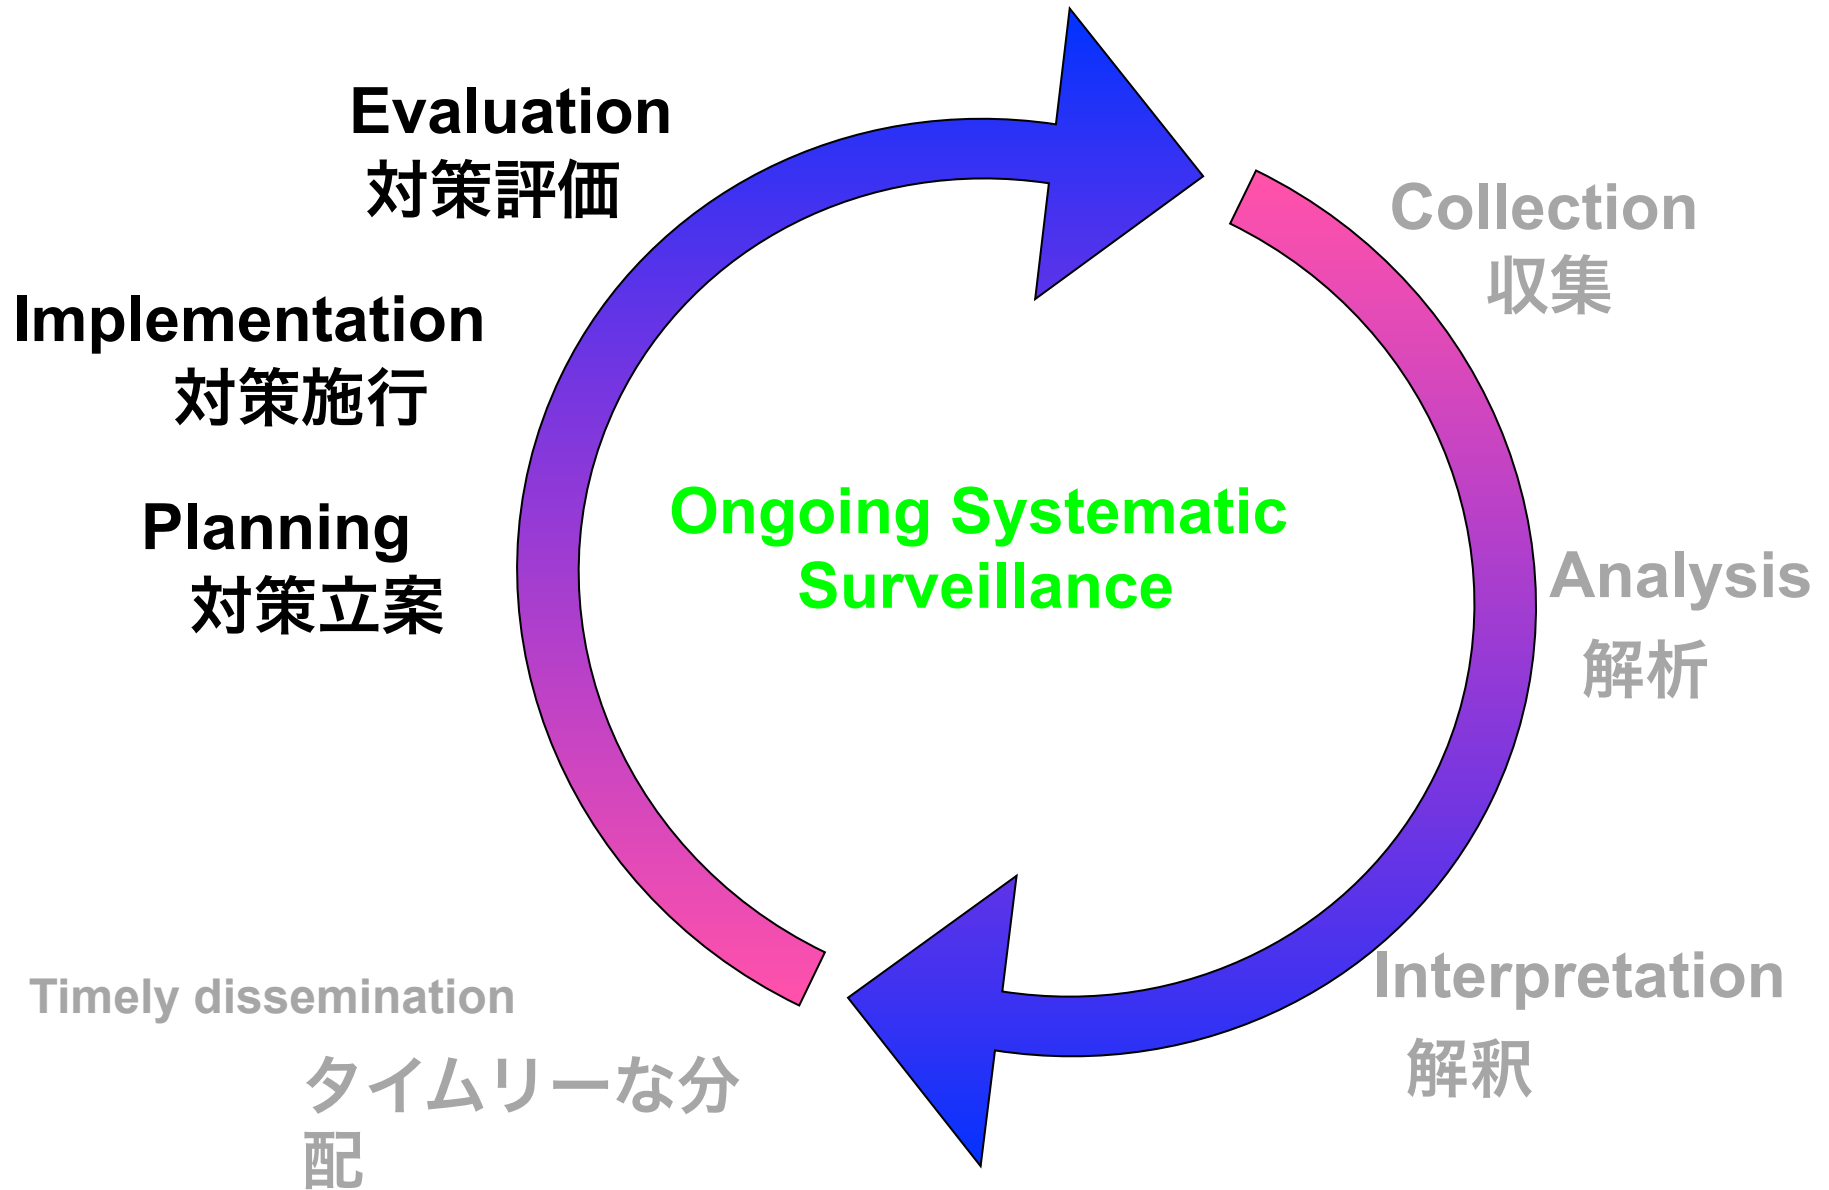 Evaluation
対策評価
Implementation
対策施行
Planning
対策立案
Ongoing Systematic
Surveillance
Collection
収集
Analysis
解析
Interpretation
解釈
Timely dissemination
タイムリーな分
配